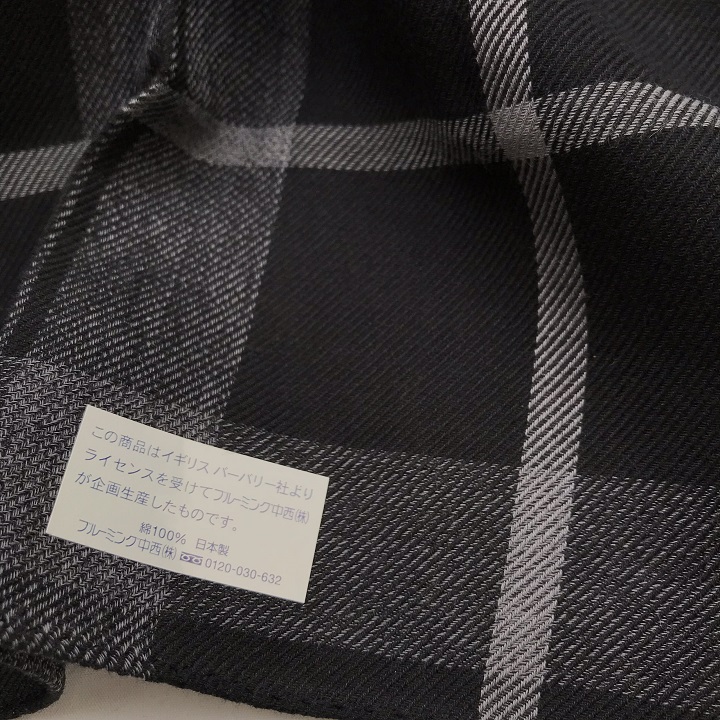 この商品はイギリス バーバリー社より
ライセンスを受けてブルーミング中西㈱
が企画生産したものです。
綿100% 日本製
ブルーミング中西㈱ 0120-030-632